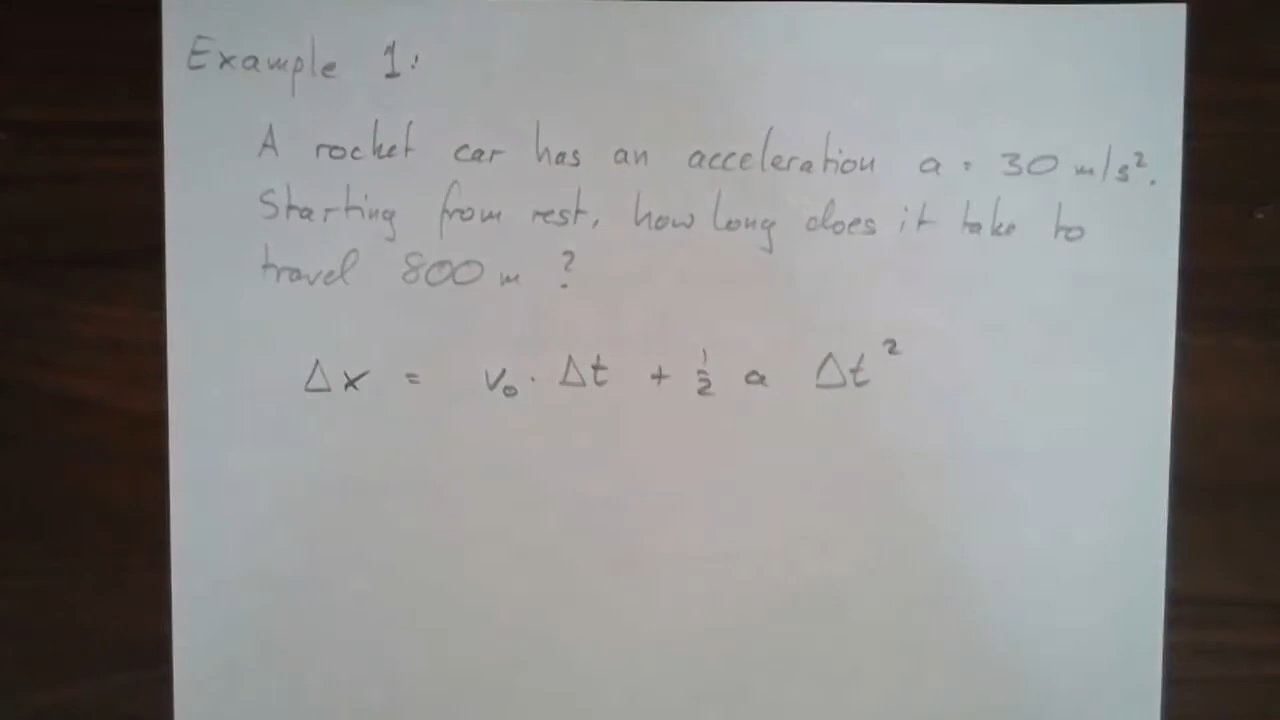 Example 1:
A rocket car has an acceleration a = 30 m/s².
Starting from rest, how long does it take to
travel 800 m ?
Δx = v₀ · Δt + ½ a Δt²